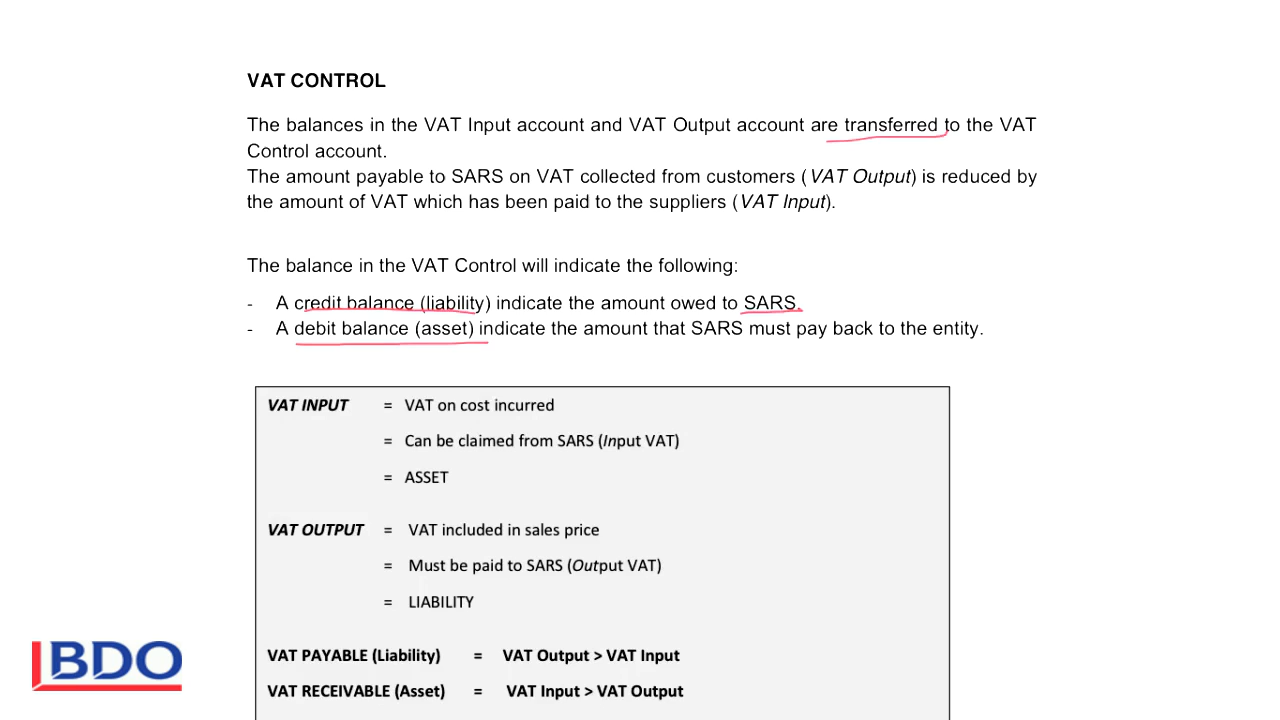 VAT CONTROL
The balances in the VAT Input account and VAT Output account are transferred to the VAT
Control account.
The amount payable to SARS on VAT collected from customers (VAT Output) is reduced by
the amount of VAT which has been paid to the suppliers (VAT Input).
The balance in the VAT Control will indicate the following:
- A credit balance (liability) indicate the amount owed to SARS.
- A debit balance (asset) indicate the amount that SARS must pay back to the entity.
VAT INPUT = VAT on cost incurred
= Can be claimed from SARS (Input VAT)
= ASSET
VAT OUTPUT = VAT included in sales price
= Must be paid to SARS (Output VAT)
= LIABILITY
VAT PAYABLE (Liability) = VAT Output > VAT Input
VAT RECEIVABLE (Asset) = VAT Input > VAT Output
BDO